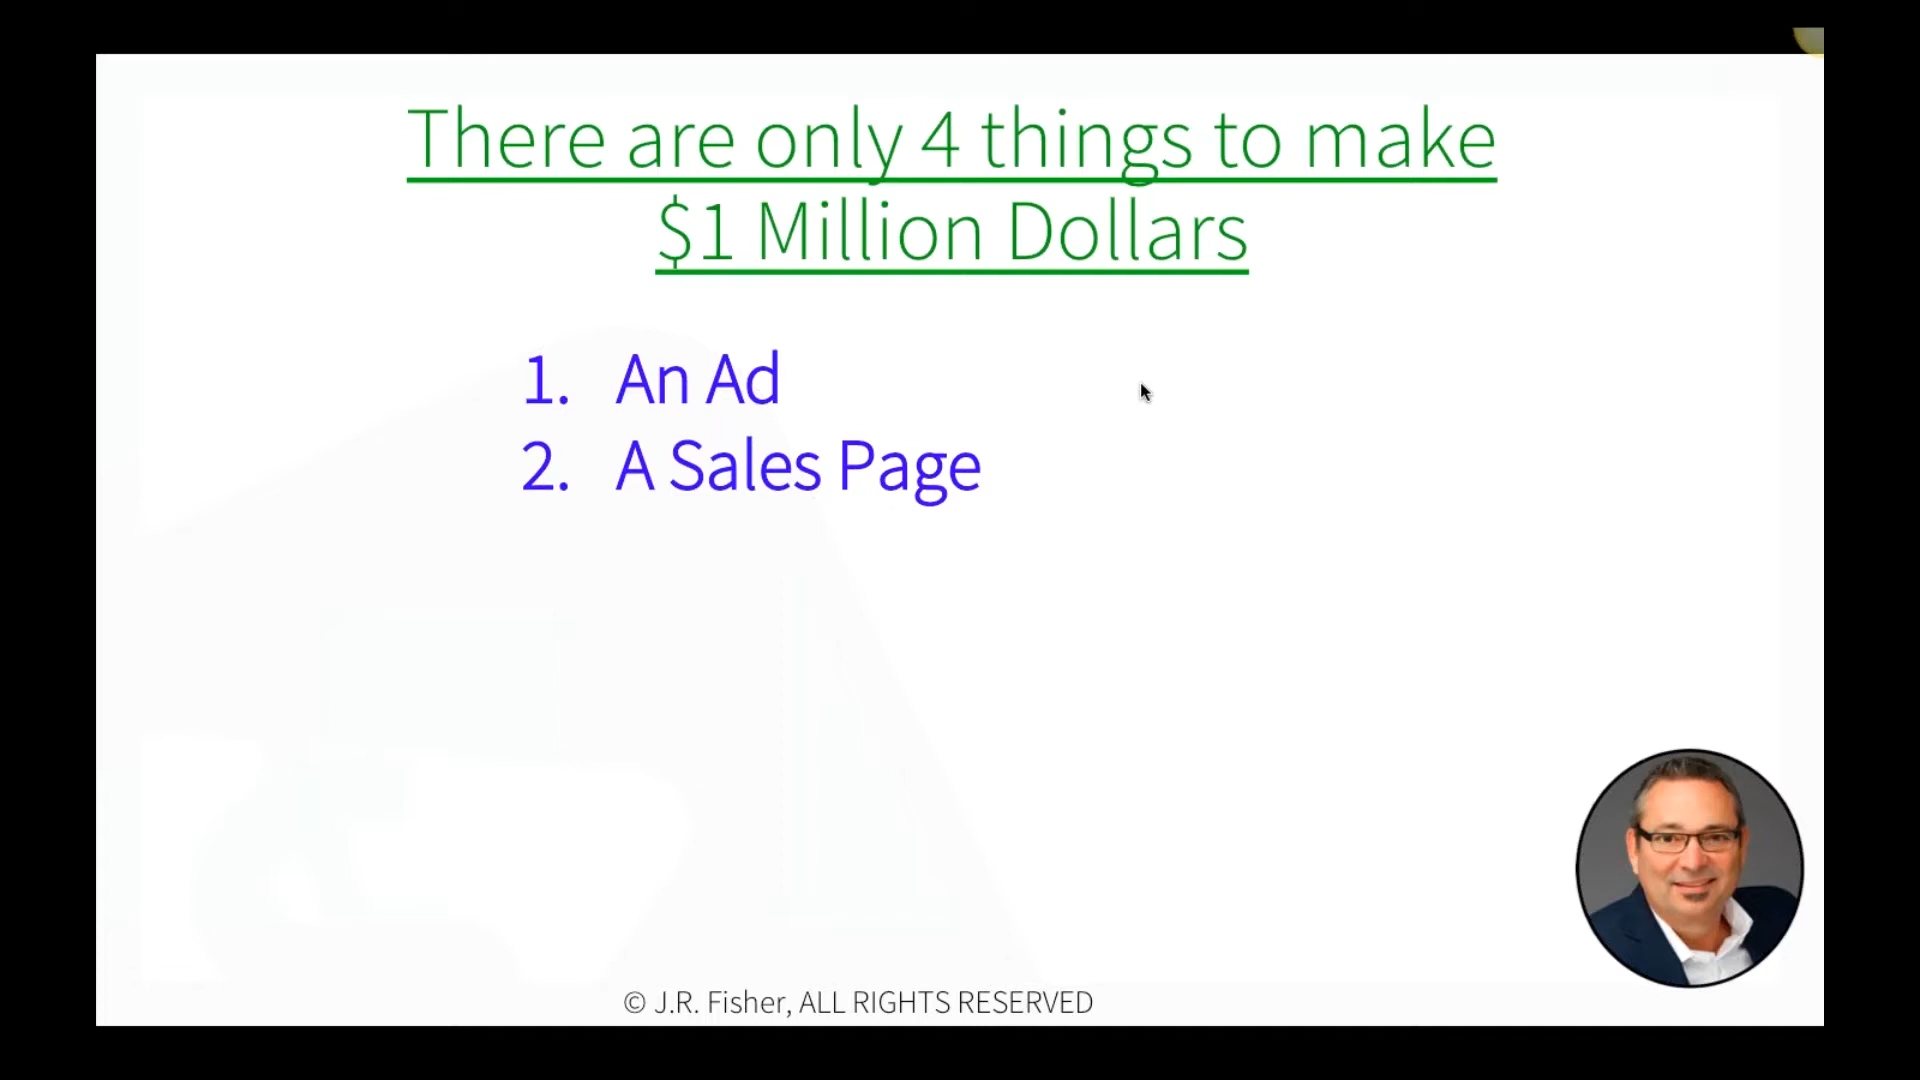 There are only 4 things to make
$1 Million Dollars
1. An Ad
2. A Sales Page
© J.R. Fisher, ALL RIGHTS RESERVED